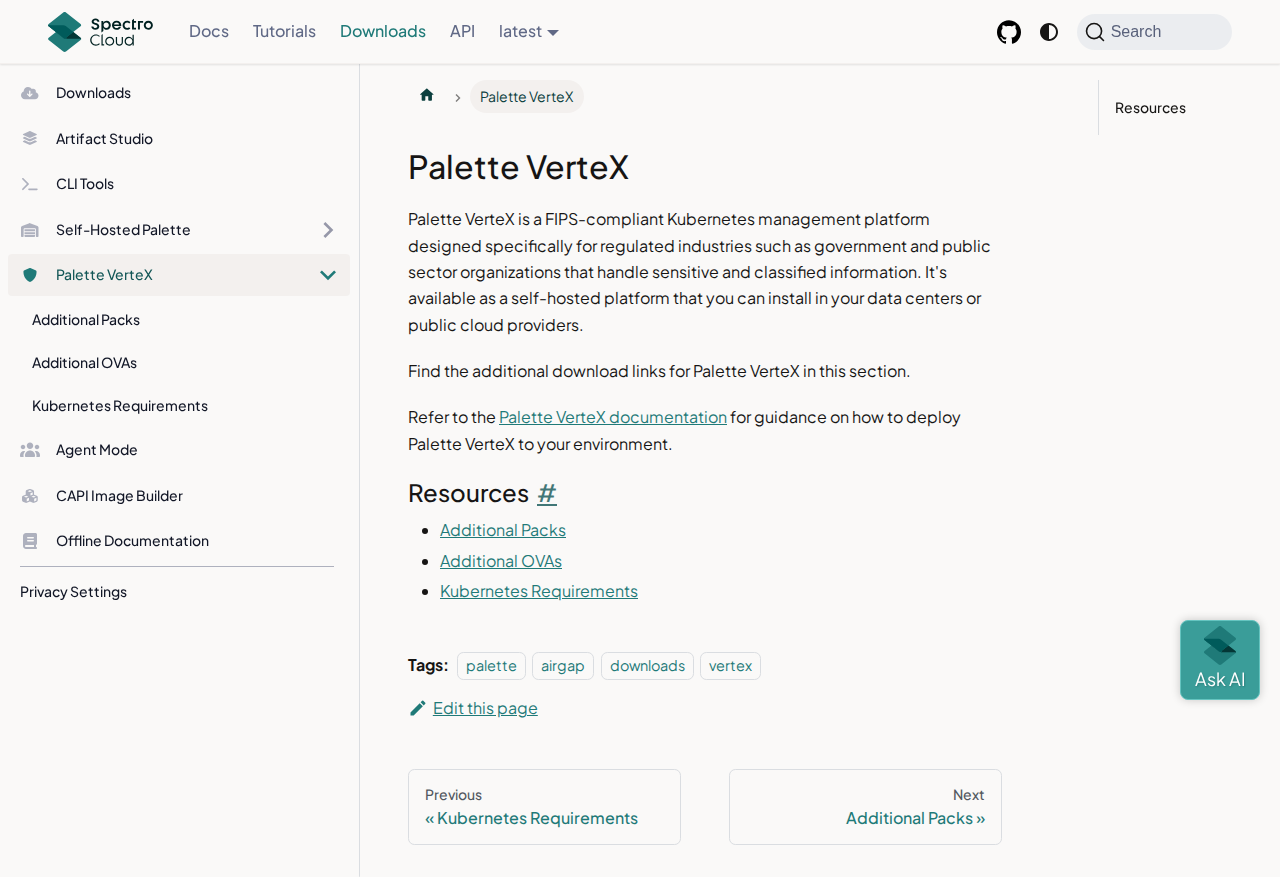 Spectro Cloud
Docs
Tutorials
Downloads
API
latest
Search
Downloads
Artifact Studio
CLI Tools
Self-Hosted Palette
Palette VerteX
Additional Packs
Additional OVAs
Kubernetes Requirements
Agent Mode
CAPI Image Builder
Offline Documentation
Privacy Settings
Palette VerteX
Palette VerteX
Palette VerteX is a FIPS-compliant Kubernetes management platform
designed specifically for regulated industries such as government and public
sector organizations that handle sensitive and classified information. It's
available as a self-hosted platform that you can install in your data centers or
public cloud providers.
Find the additional download links for Palette VerteX in this section.
Refer to the Palette VerteX documentation for guidance on how to deploy
Palette VerteX to your environment.
Resources #
Additional Packs
Additional OVAs
Kubernetes Requirements
Tags: palette airgap downloads vertex
Edit this page
Previous
« Kubernetes Requirements
Next
Additional Packs »
Resources
Ask AI